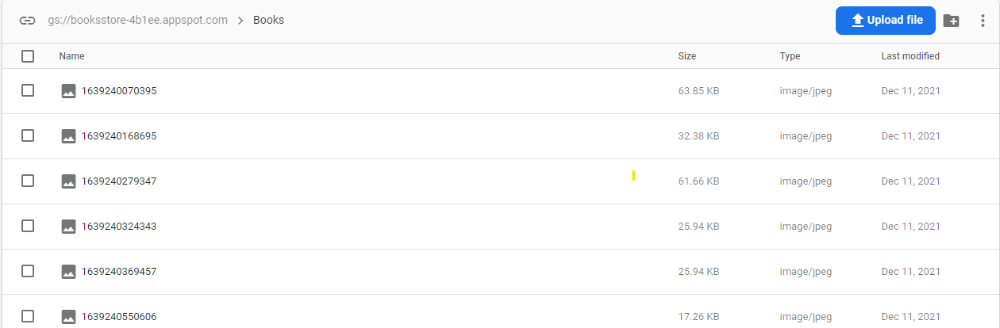 gs://booksstore-4b1ee.appspot.com > Books Upload file
Name Size Type Last modified
1639240070395 63.85 KB image/jpeg Dec 11, 2021
1639240168695 32.38 KB image/jpeg Dec 11, 2021
1639240279347 61.66 KB image/jpeg Dec 11, 2021
1639240324343 25.94 KB image/jpeg Dec 11, 2021
1639240369457 25.94 KB image/jpeg Dec 11, 2021
1639240550606 17.26 KB image/jpeg Dec 11, 2021